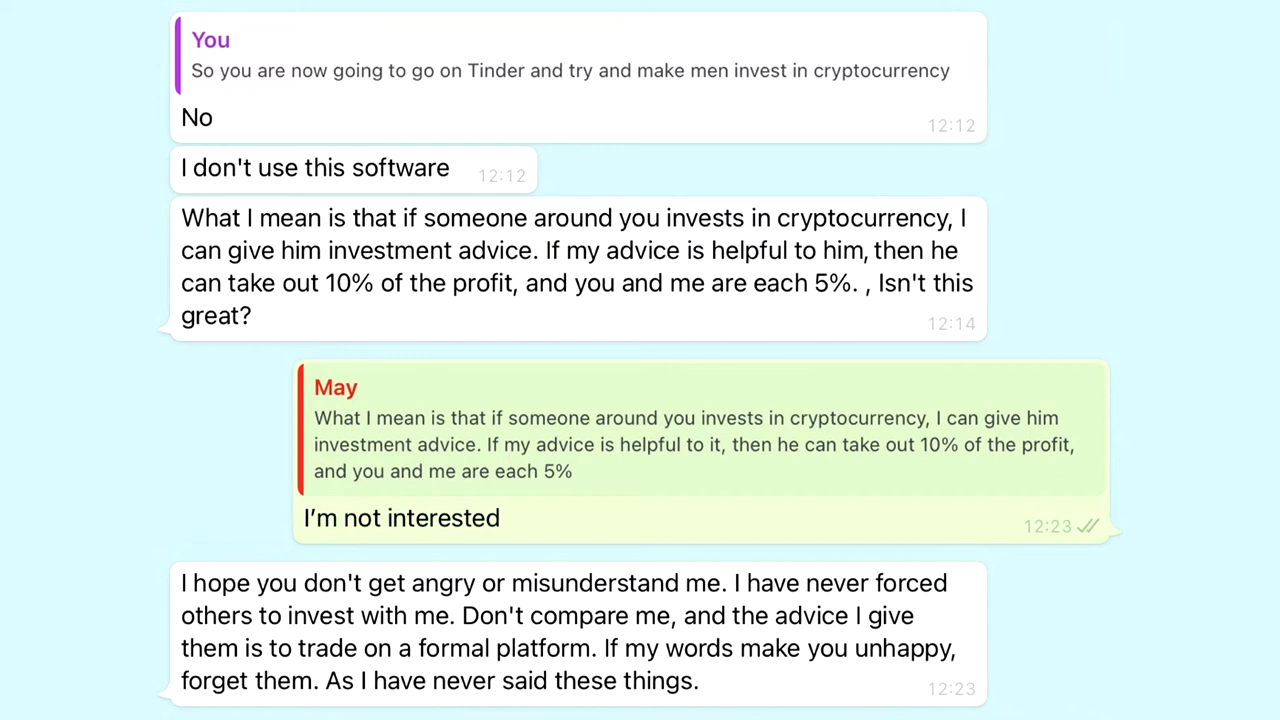 You
So you are now going to go on Tinder and try and make men invest in cryptocurrency
No
12:12
I don't use this software
12:12
What I mean is that if someone around you invests in cryptocurrency, I
can give him investment advice. If my advice is helpful to him, then he
can take out 10% of the profit, and you and me are each 5%. , Isn't this
great?
12:14
May
What I mean is that if someone around you invests in cryptocurrency, I can give him
investment advice. If my advice is helpful to it, then he can take out 10% of the profit,
and you and me are each 5%
I’m not interested
12:23
I hope you don't get angry or misunderstand me. I have never forced
others to invest with me. Don't compare me, and the advice I give
them is to trade on a formal platform. If my words make you unhappy,
forget them. As I have never said these things.
12:23